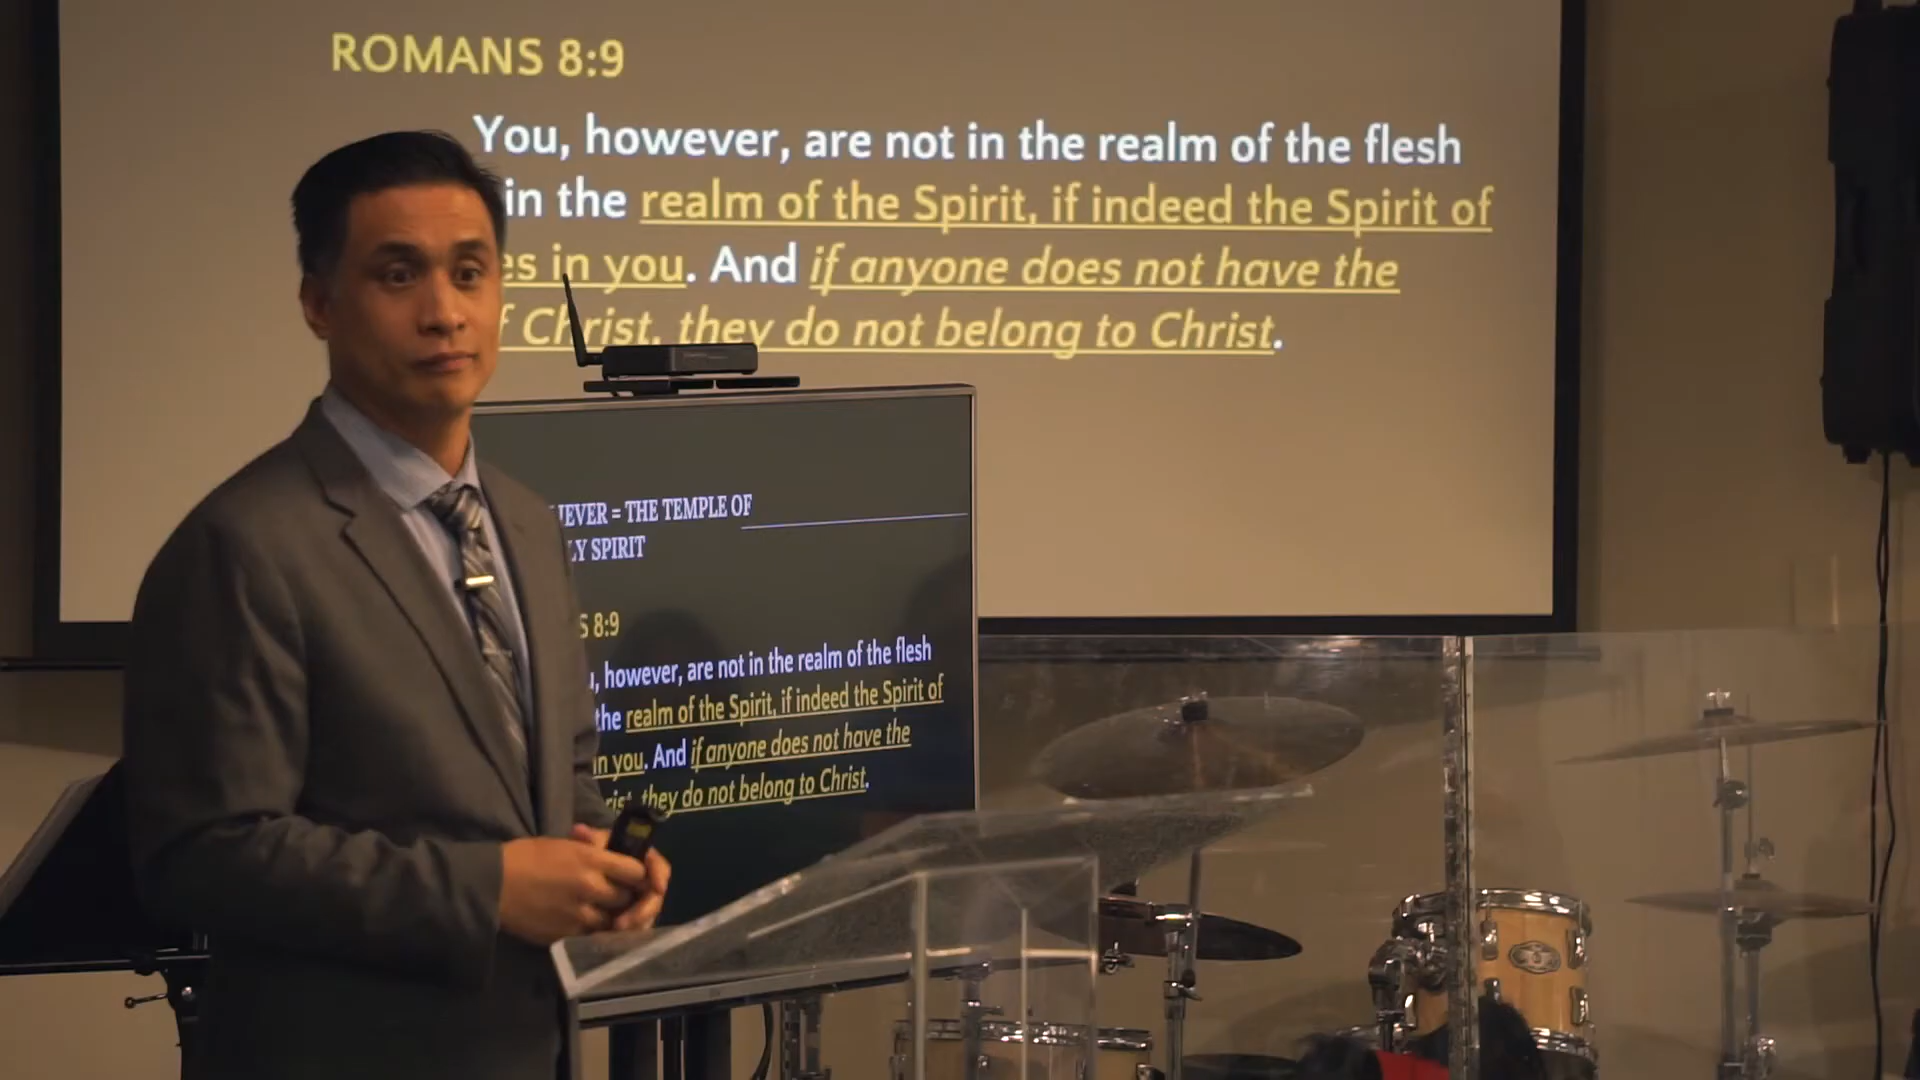 ROMANS 8:9
You, however, are not in the realm of the flesh
in the realm of the Spirit, if indeed the Spirit of
es in you. And if anyone does not have the
f Christ, they do not belong to Christ.
IEVER = THE TEMPLE OF
LY SPIRIT
S 8:9
u, however, are not in the realm of the flesh
the realm of the Spirit, if indeed the Spirit of
in you. And if anyone does not have the
rist, they do not belong to Christ.